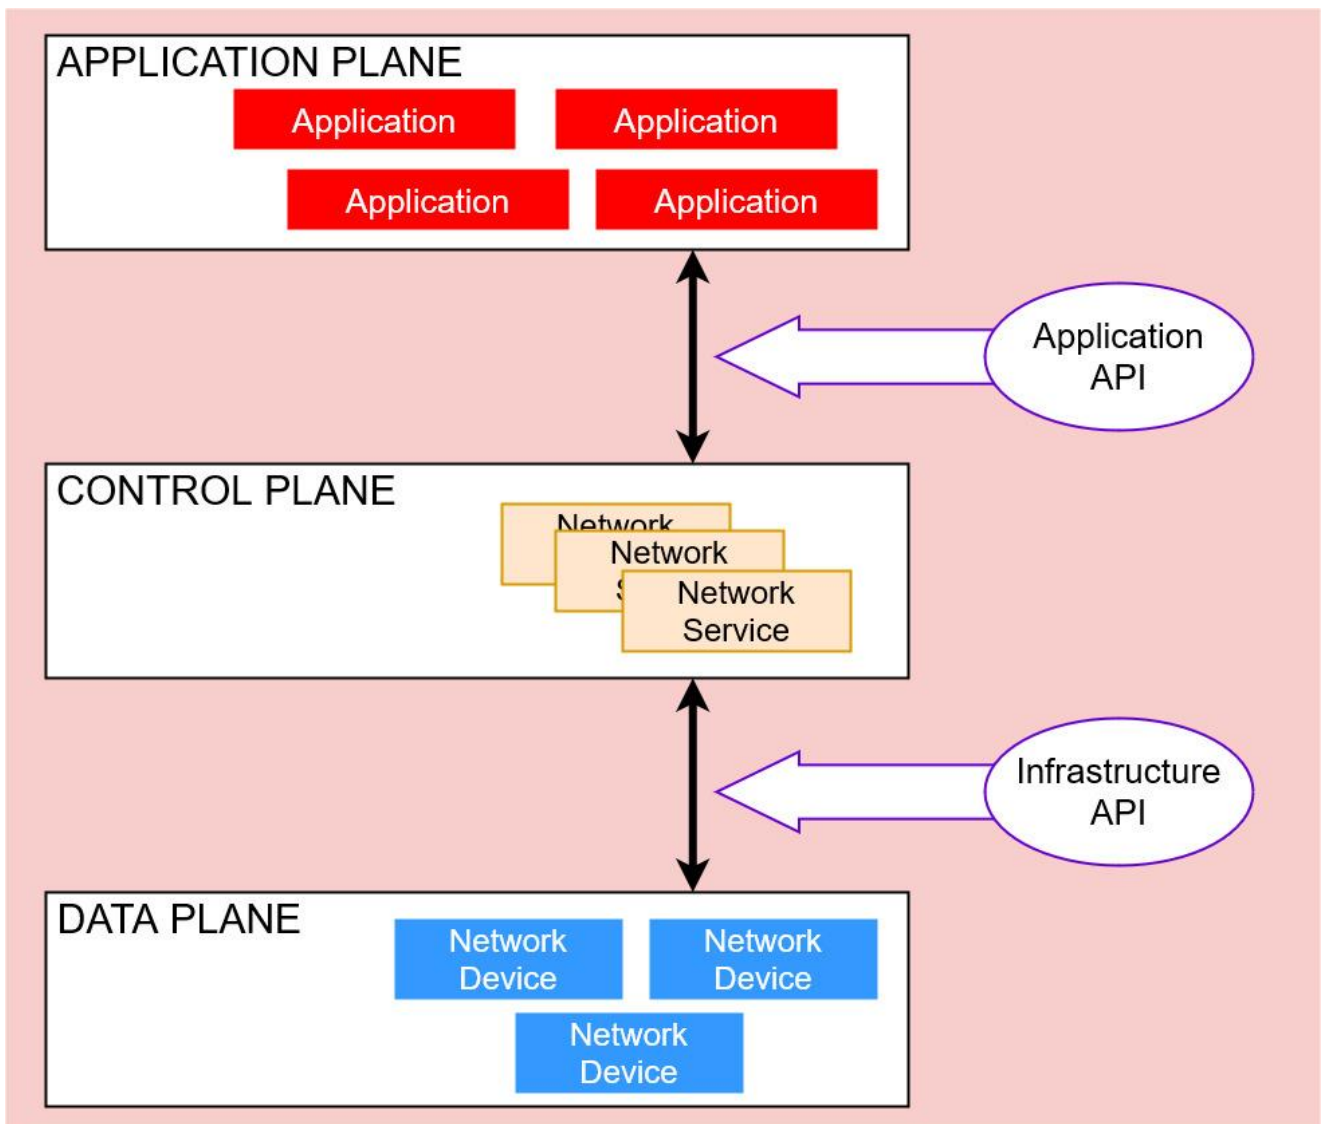 APPLICATION PLANE
Application
Application
Application
Application
Application
API
CONTROL PLANE
Network
Network
Network
Service
Infrastructure
API
DATA PLANE
Network
Device
Network
Device
Network
Device